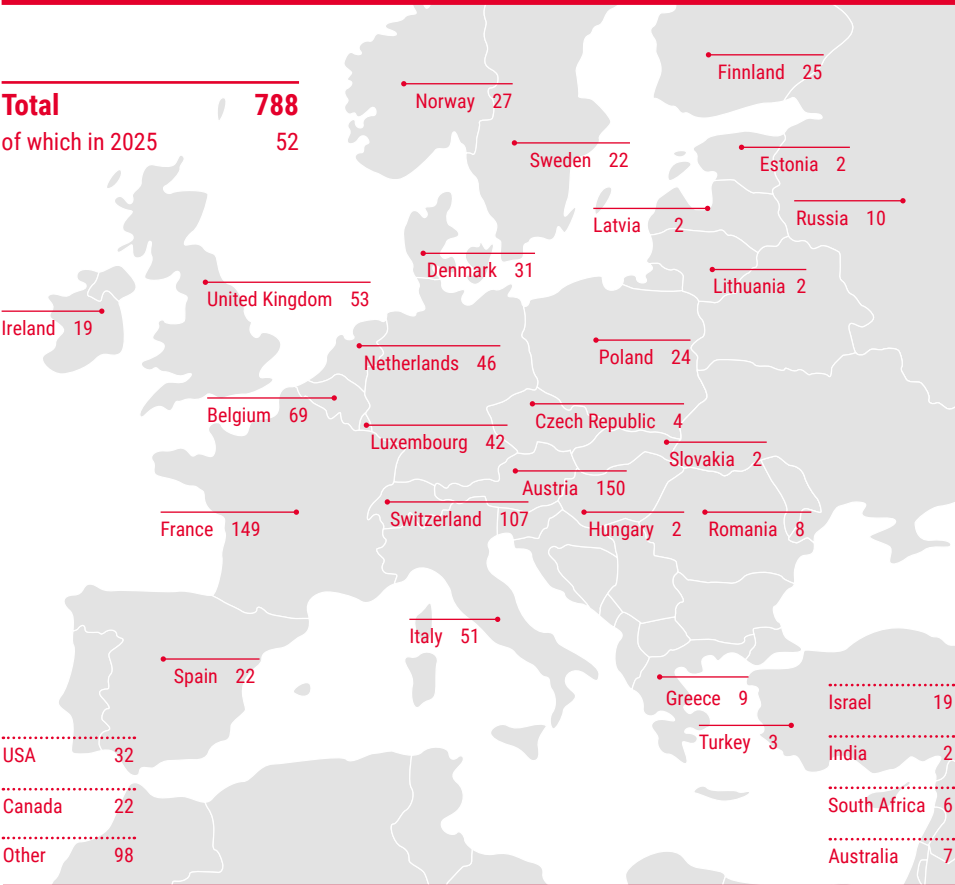 Total 788
of which in 2025 52
Finnland 25
Norway 27
Sweden 22
Estonia 2
Latvia 2
Russia 10
Denmark 31
Lithuania 2
United Kingdom 53
Ireland 19
Netherlands 46
Poland 24
Belgium 69
Czech Republic 4
Luxembourg 42
Slovakia 2
Austria 150
France 149
Switzerland 107
Hungary 2
Romania 8
Italy 51
Spain 22
Greece 9
Turkey 3
USA 32
Canada 22
Other 98
Israel 19
India 2
South Africa 6
Australia 7